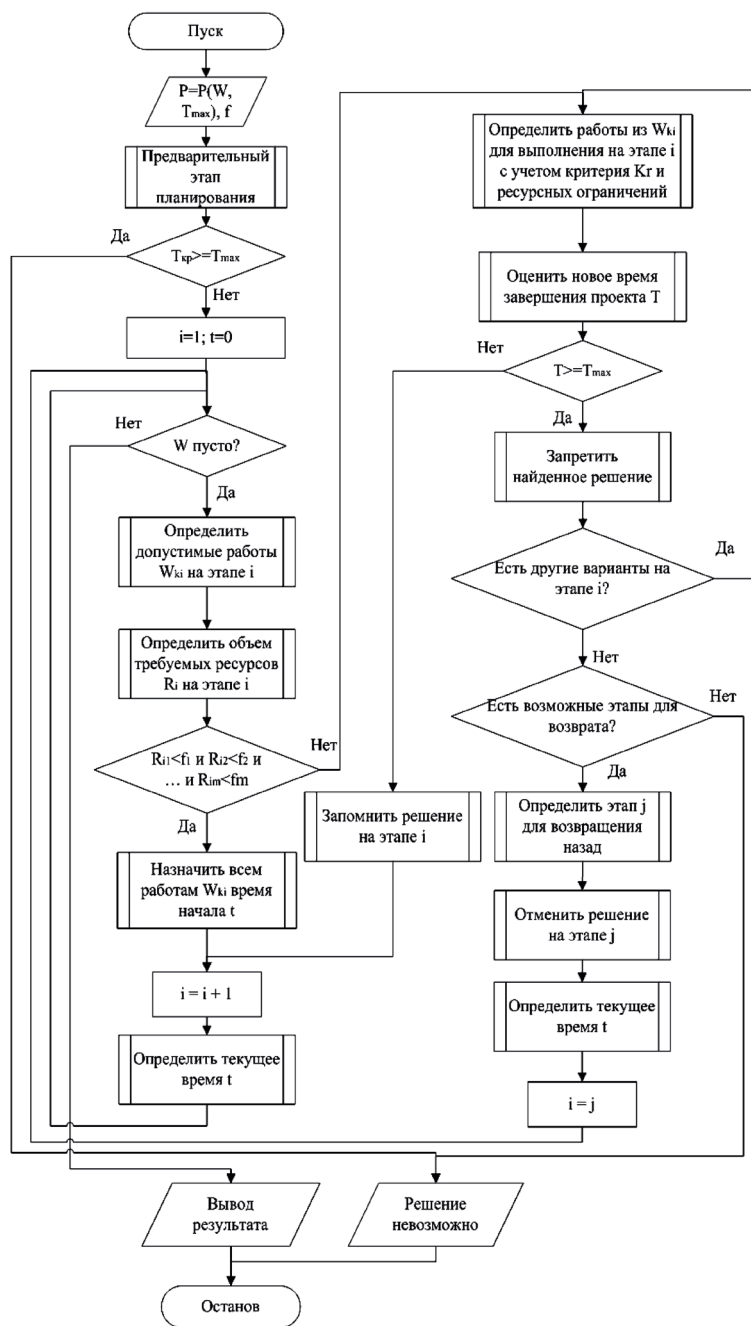 Пуск
P=P(W,
Tmax), f
Предварительный
этап
планирования
Да
Tкр>=Tmax
Нет
i=1; t=0
Нет
W пусто?
Да
Определить
допустимые работы
Wki на этапе i
Определить объем
требуемых ресурсов
Ri на этапе i
Ri1<f1 и Ri2<f2 и
… и Rim<fm
Нет
Да
Назначить всем
работам Wki время
начала t
i = i + 1
Определить текущее
время t
Определить работы из Wki
для выполнения на этапе i
с учетом критерия Kr и
ресурсных ограничений
Оценить новое время
завершения проекта T
Нет
T>=Tmax
Да
Запретить
найденное решение
Да
Есть другие варианты на
этапе i?
Нет
Есть возможные этапы для
возврата?
Нет
Да
Запомнить решение
на этапе i
Определить этап j
для возвращения
назад
Отменить решение
на этапе j
Определить текущее
время t
i = j
Вывод
результата
Решение
невозможно
Останов